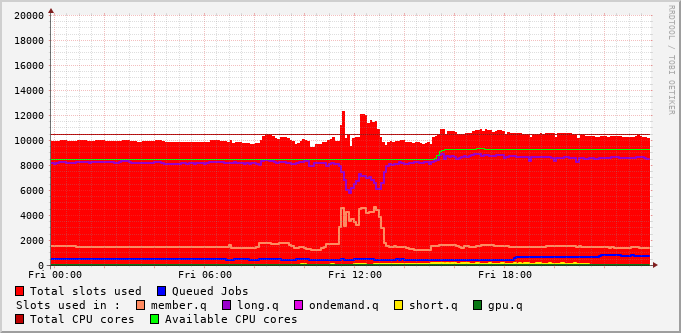 20000
18000
16000
14000
12000
10000
8000
6000
4000
2000
0
Fri 00:00 Fri 06:00 Fri 12:00 Fri 18:00
RRDTOOL / TOBI OETIKER
Total slots used Queued Jobs
Slots used in : member.q long.q ondemand.q short.q gpu.q
Total CPU cores Available CPU cores